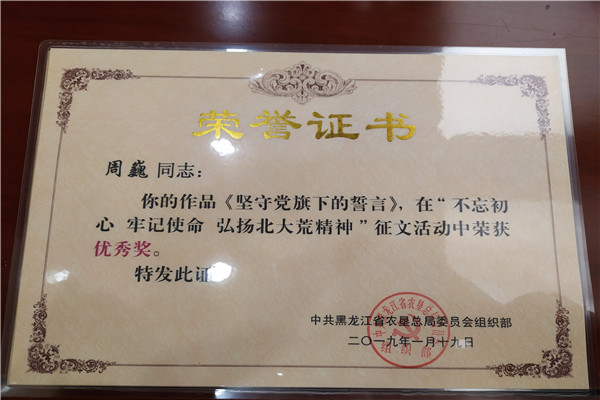 荣誉证书
周巍 同志:
你的作品《坚守党旗下的誓言》,在“不忘初
心 牢记使命 弘扬北大荒精神”征文活动中荣获
优秀奖。
特发此证
中共黑龙江省农垦总局委员会组织部
二〇一九年一月十九日
组织部